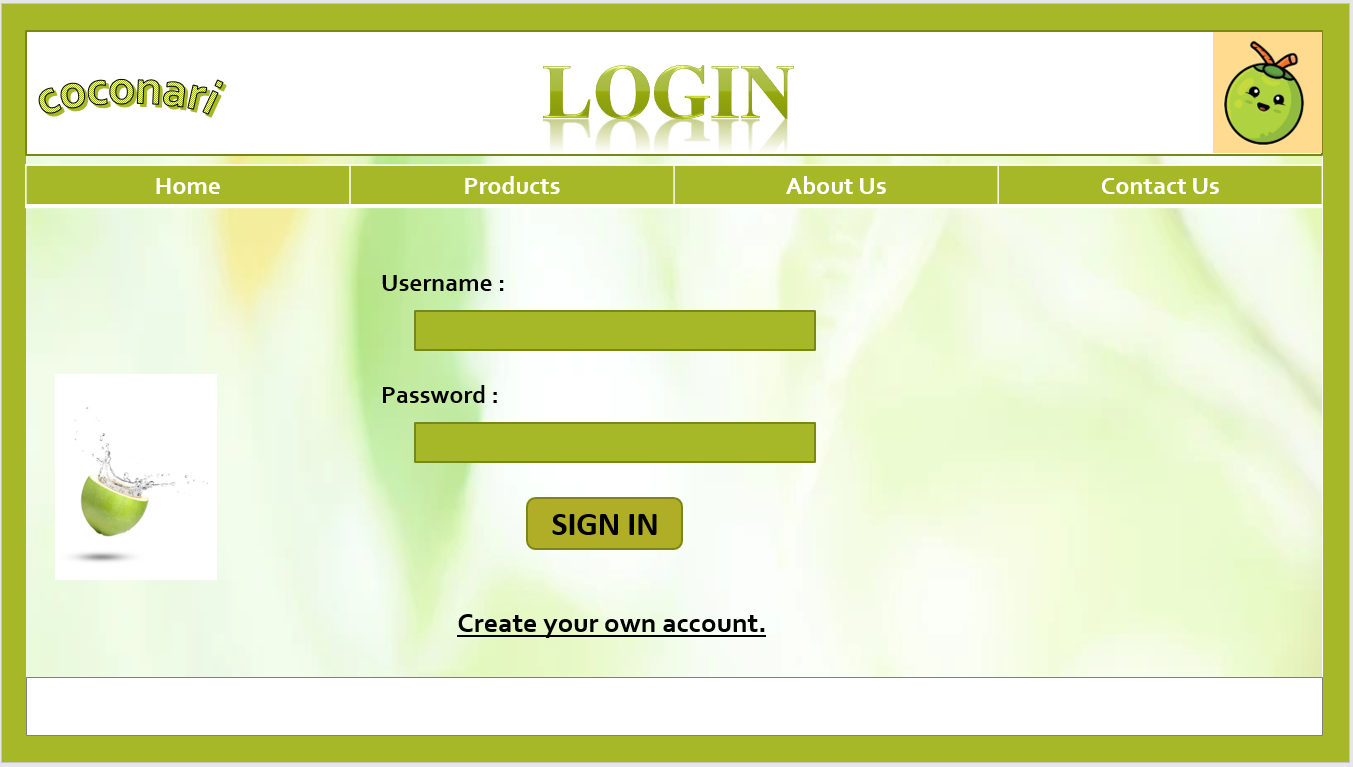 coconari
LOGIN
Home
Products
About Us
Contact Us
Username :
Password :
SIGN IN
Create your own account.